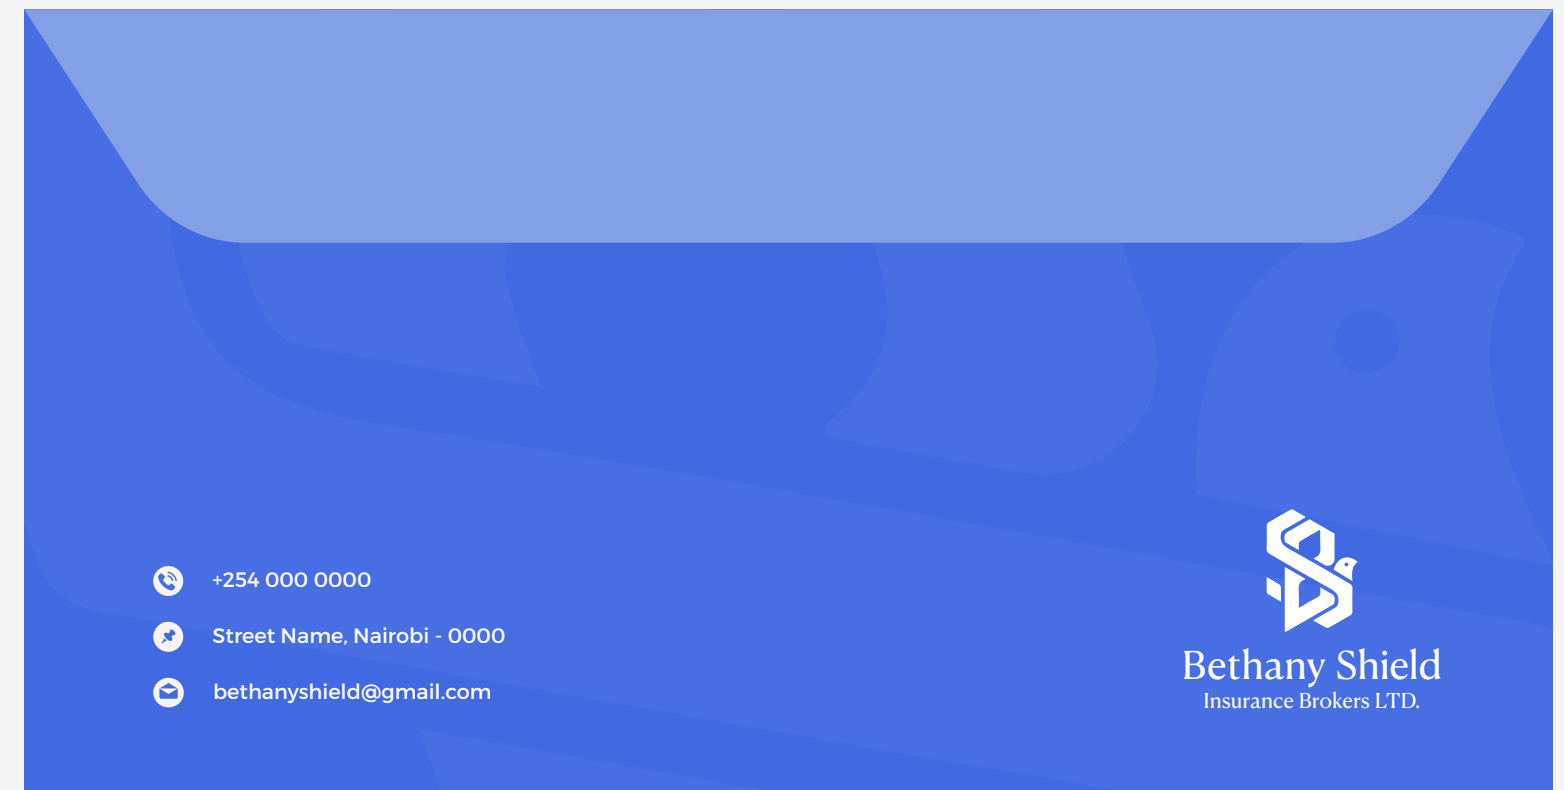 +254 000 0000
Street Name, Nairobi - 0000
bethanyshield@gmail.com
Bethany Shield
Insurance Brokers LTD.